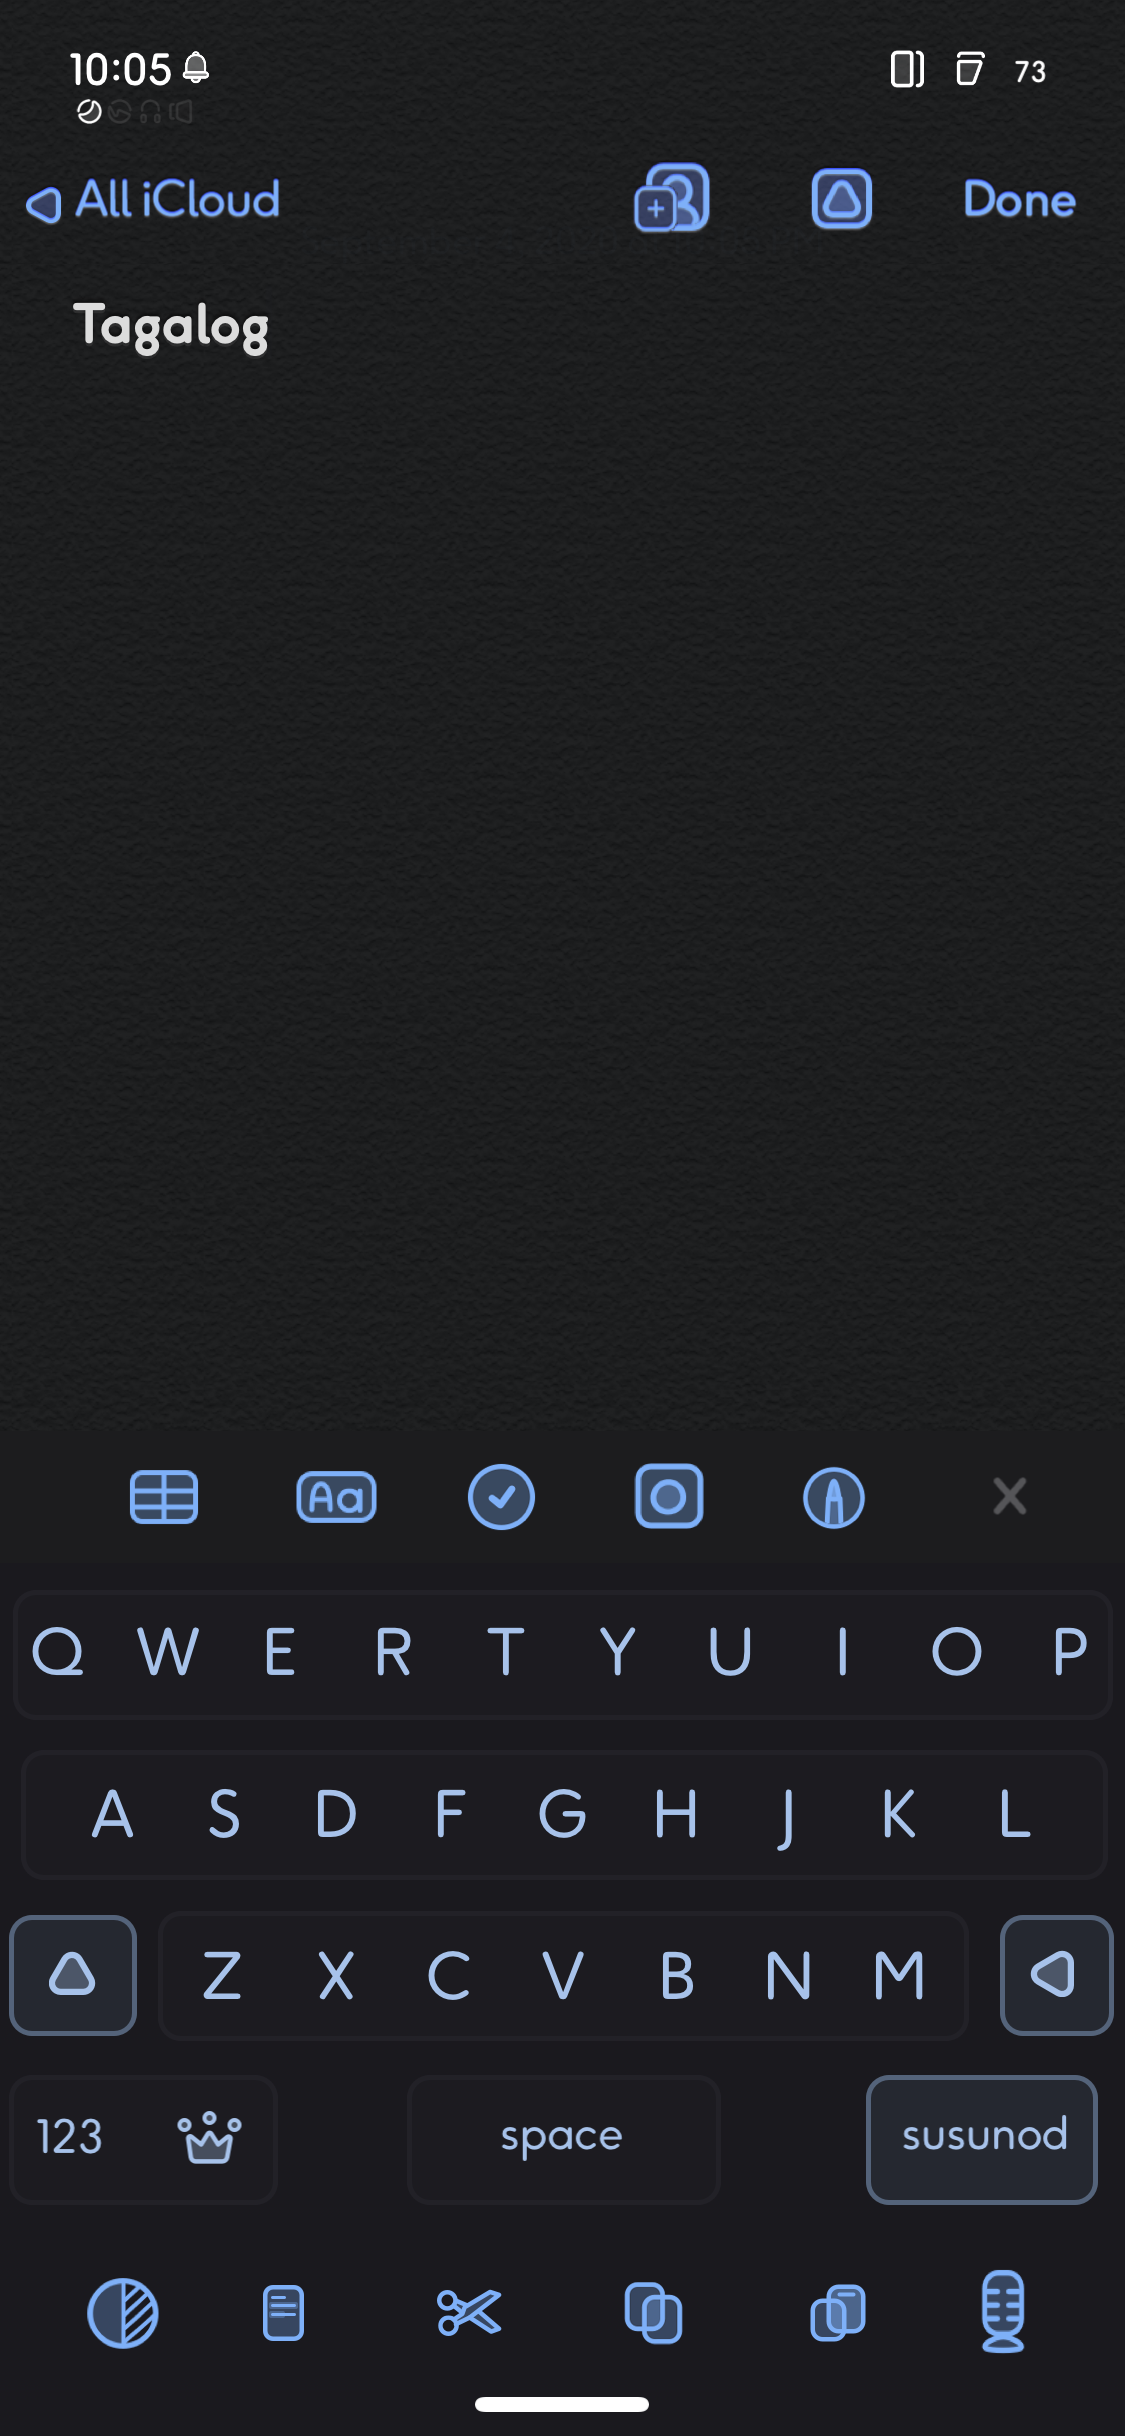 10:05
73
All iCloud
Done
Tagalog
Aa
Q W E R T Y U I O P
A S D F G H J K L
Z X C V B N M
123 space susunod